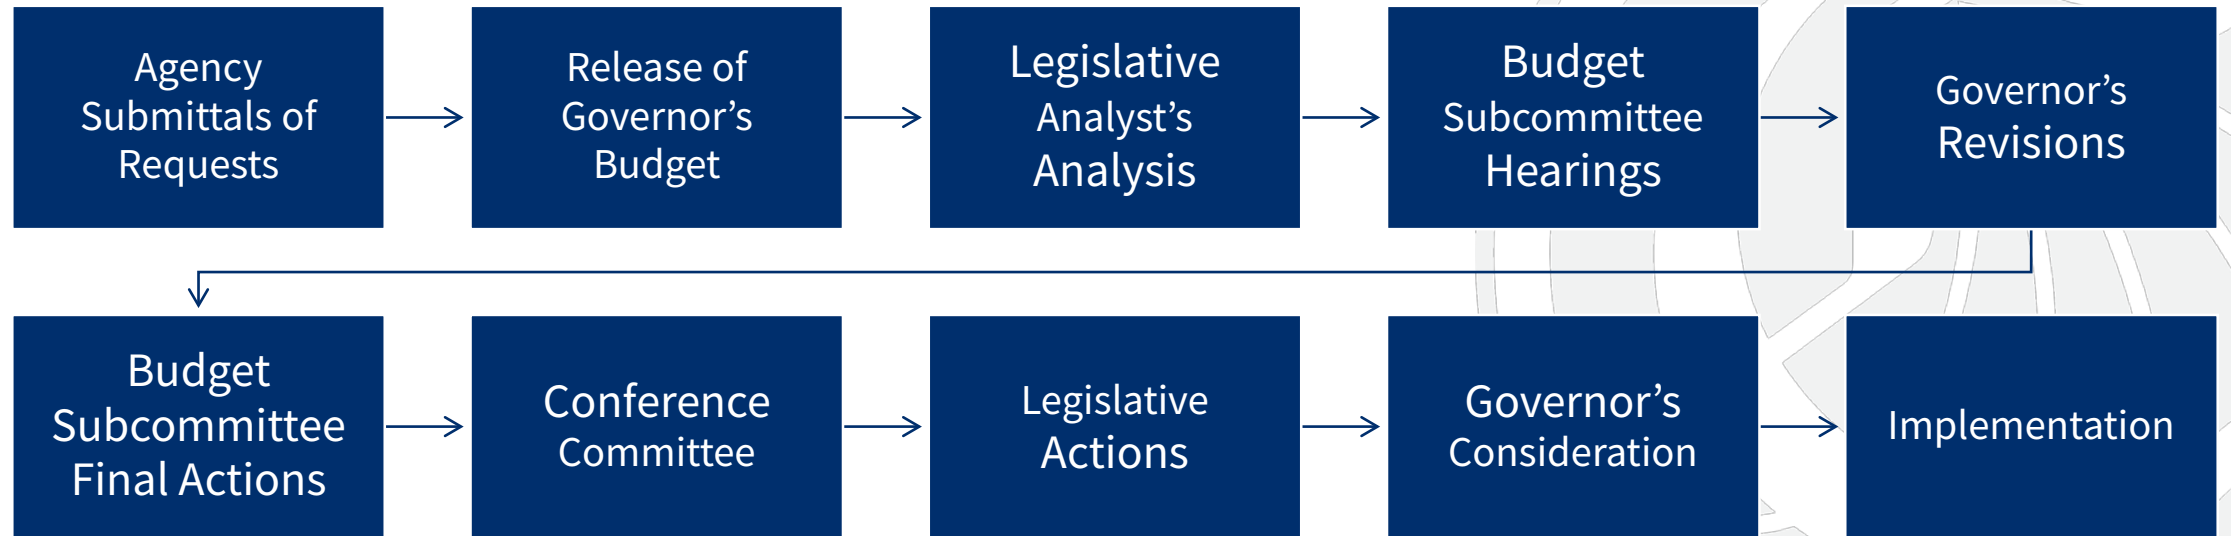 Agency
Submittals of
Requests
Release of
Governor’s
Budget
Legislative
Analyst’s
Analysis
Budget
Subcommittee
Hearings
Governor’s
Revisions
Budget
Subcommittee
Final Actions
Conference
Committee
Legislative
Actions
Governor’s
Consideration
Implementation